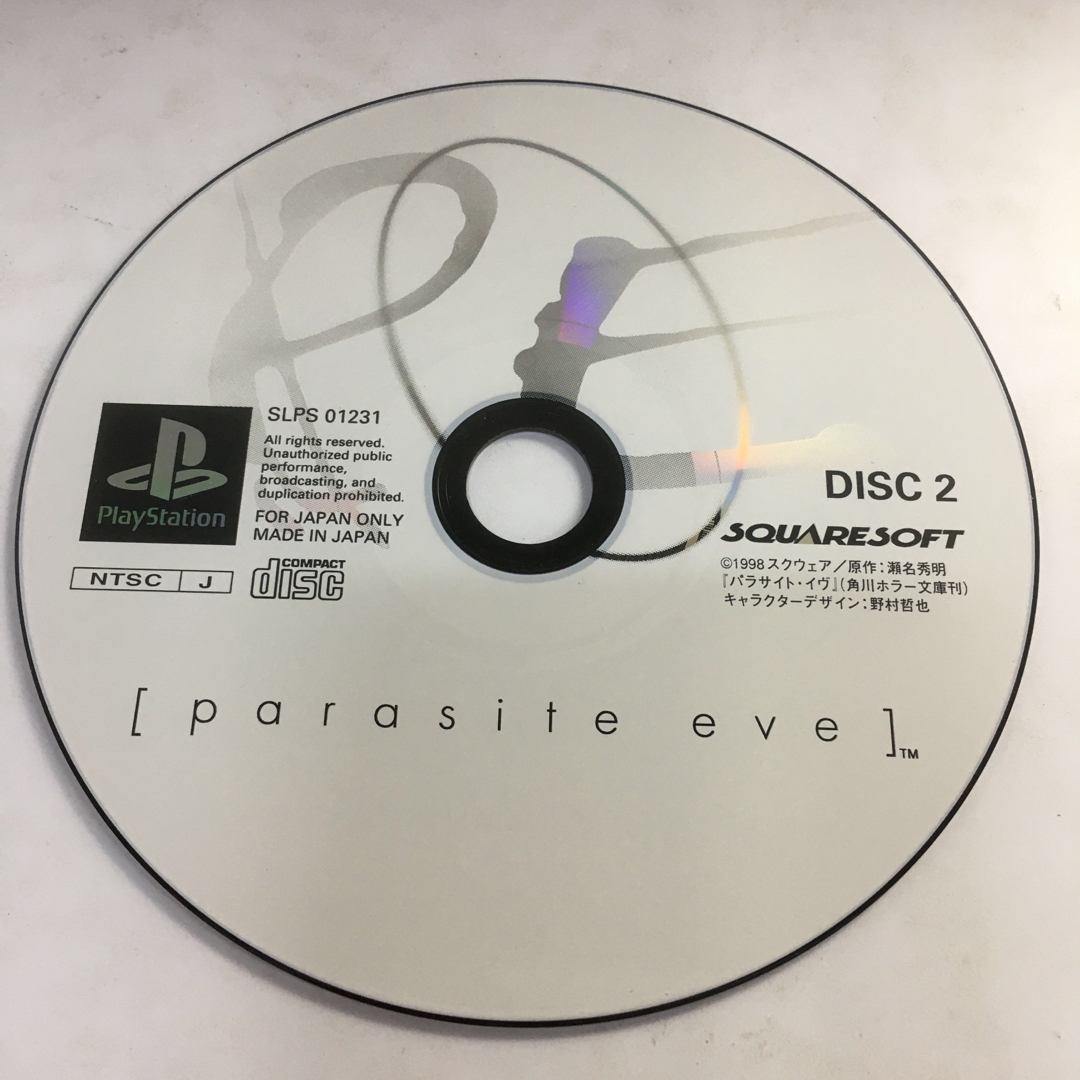 SLPS 01231
All rights reserved.
Unauthorized public
performance,
broadcasting, and
duplication prohibited.
FOR JAPAN ONLY
MADE IN JAPAN
PlayStation
NTSC J
COMPACT
disc
DISC 2
SQUARESOFT
©1998 スクウェア/原作:瀬名秀明
『パラサイト・イヴ』(角川ホラー文庫刊)
キャラクターデザイン:野村哲也
[ parasite eve ]™